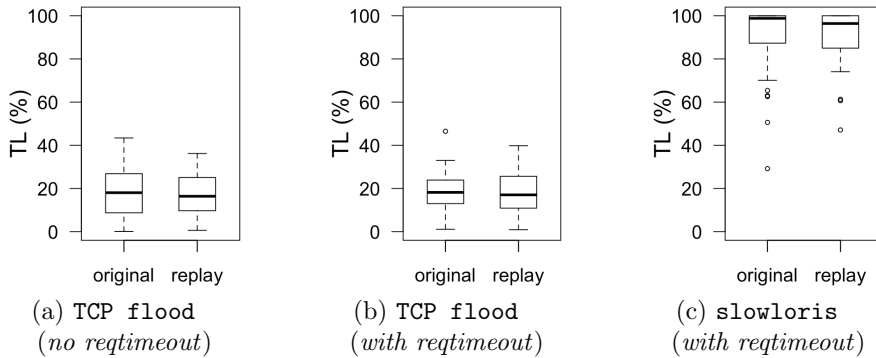 TL (%)
100
80
60
40
20
0
original replay
(a) TCP flood
(no reqtimeout)
TL (%)
100
80
60
40
20
0
original replay
(b) TCP flood
(with reqtimeout)
TL (%)
100
80
60
40
20
0
original replay
(c) slowloris
(with reqtimeout)